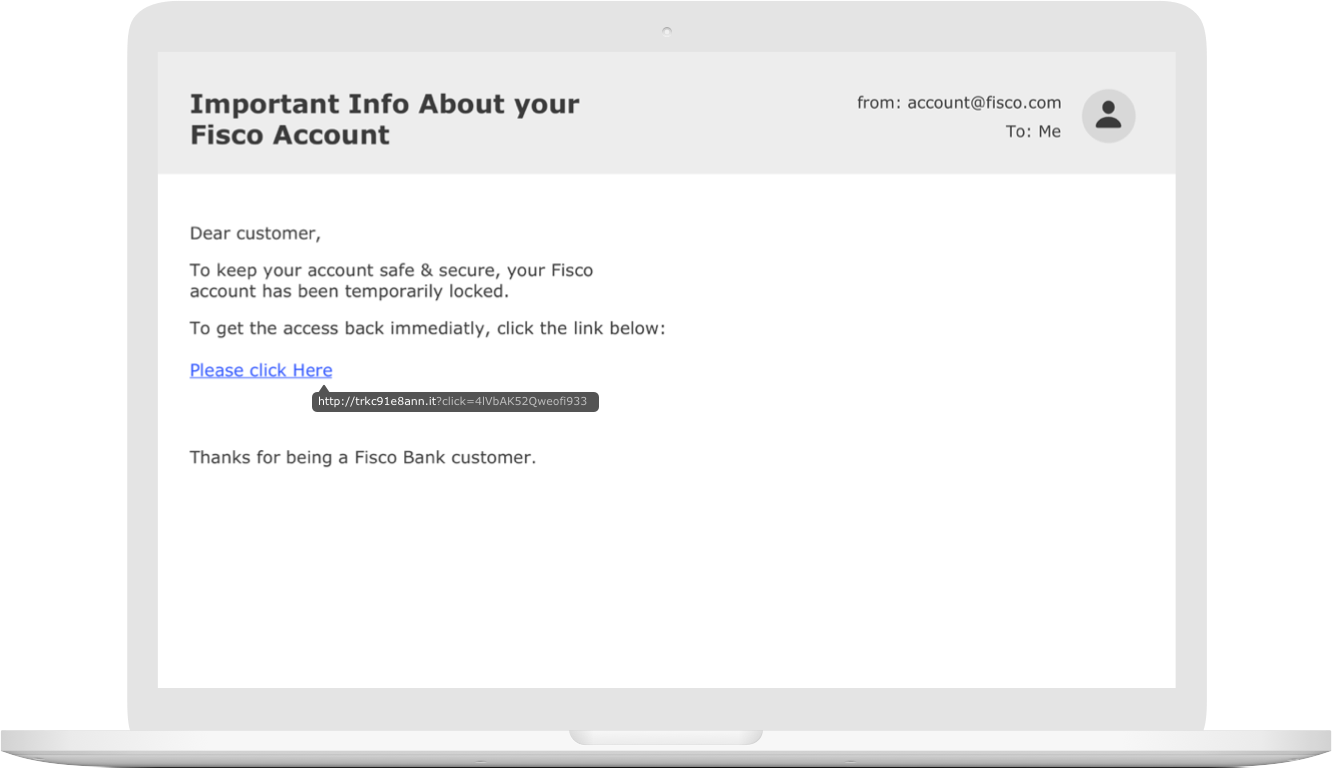 Important Info About your
Fisco Account
from: account@fisco.com
To: Me
Dear customer,
To keep your account safe & secure, your Fisco
account has been temporarily locked.
To get the access back immediatly, click the link below:
Please click Here
http://trkc91e8ann.it?click=4lVbAK52Qweofi933
Thanks for being a Fisco Bank customer.